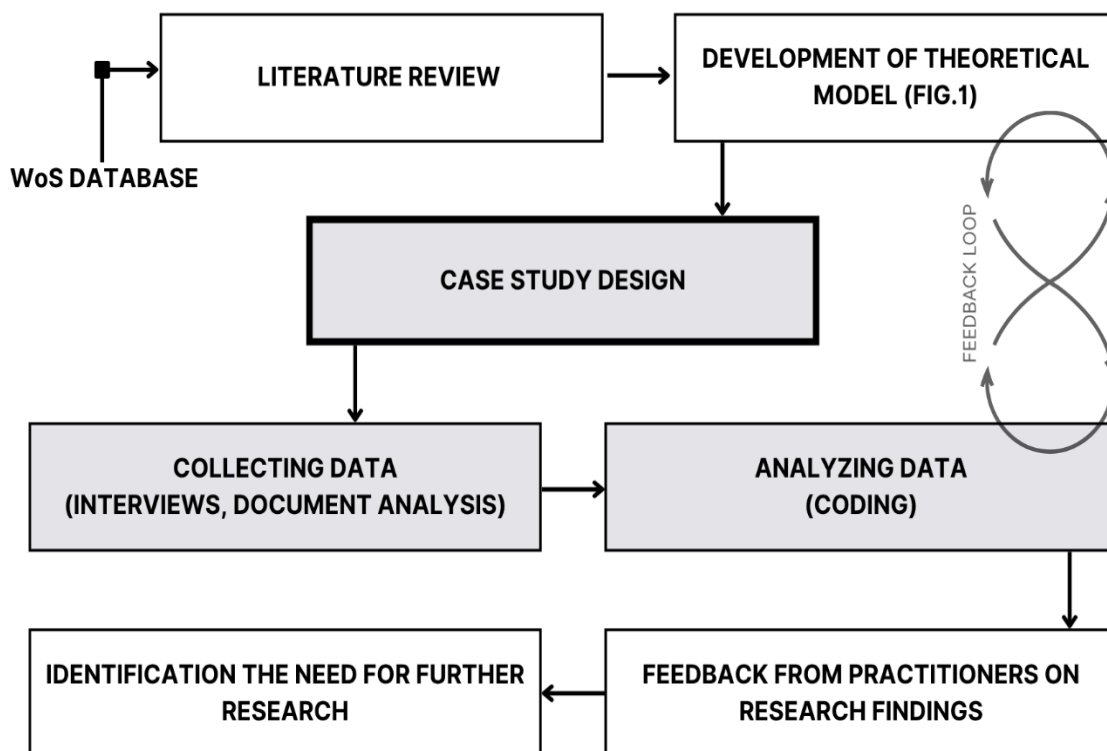 LITERATURE REVIEW
DEVELOPMENT OF THEORETICAL
MODEL (FIG.1)
WoS DATABASE
CASE STUDY DESIGN
FEEDBACK LOOP
COLLECTING DATA
(INTERVIEWS, DOCUMENT ANALYSIS)
ANALYZING DATA
(CODING)
IDENTIFICATION THE NEED FOR FURTHER
RESEARCH
FEEDBACK FROM PRACTITIONERS ON
RESEARCH FINDINGS